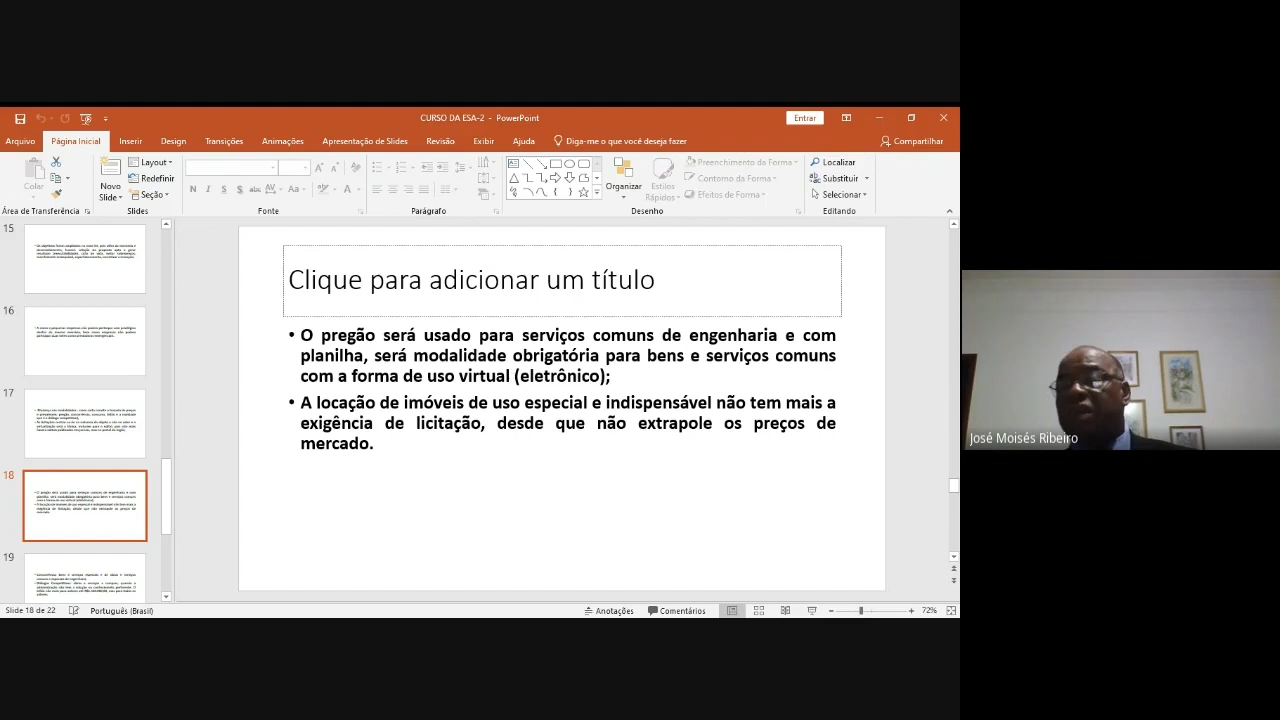 CURSO DA ESA-2 - PowerPoint
Entrar
Arquivo
Página Inicial
Inserir
Design
Transições
Animações
Apresentação de Slides
Revisão
Exibir
Ajuda
Diga-me o que você deseja fazer
Compartilhar
Colar
Novo
Slide
Layout
Redefinir
Seção
N I S S abc AV Aa A
Organizar
Estilos
Rápidos
Preenchimento da Forma
Contorno da Forma
Efeitos de Forma
Localizar
Substituir
Selecionar
Área de Transferência
Slides
Fonte
Parágrafo
Desenho
Editando
15
16
17
18
19
Clique para adicionar um título
• O pregão será usado para serviços comuns de engenharia e com
planilha, será modalidade obrigatória para bens e serviços comuns
com a forma de uso virtual (eletrônico);
• A locação de imóveis de uso especial e indispensável não tem mais a
exigência de licitação, desde que não extrapole os preços de
mercado.
José Moisés Ribeiro
Slide 18 de 22
Português (Brasil)
Anotações
Comentários
72%